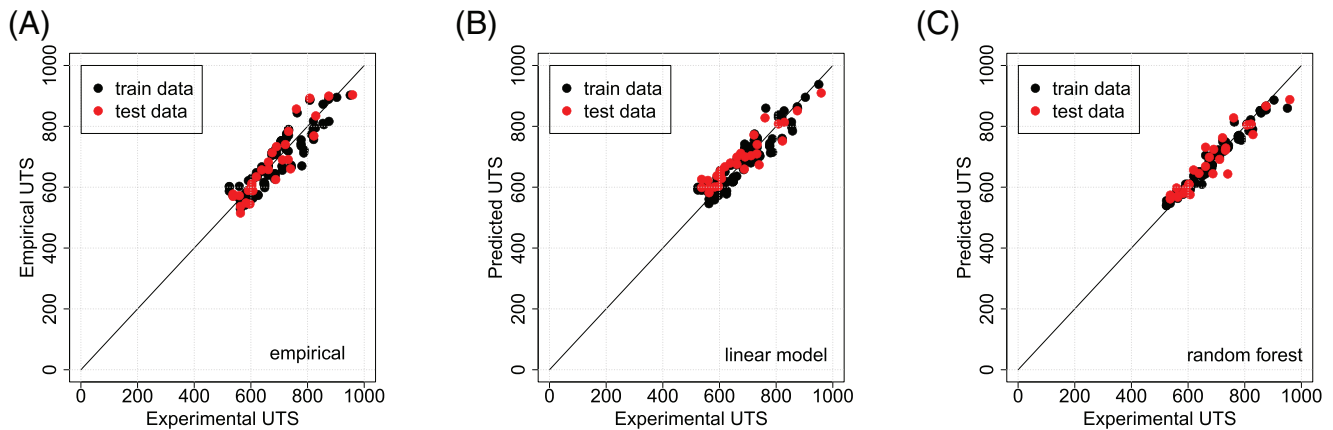 (A)
Empirical UTS
0 200 400 600 800 1000
train data
test data
empirical
0 200 400 600 800 1000
Experimental UTS
(B)
Predicted UTS
0 200 400 600 800 1000
train data
test data
linear model
0 200 400 600 800 1000
Experimental UTS
(C)
Predicted UTS
0 200 400 600 800 1000
train data
test data
random forest
0 200 400 600 800 1000
Experimental UTS